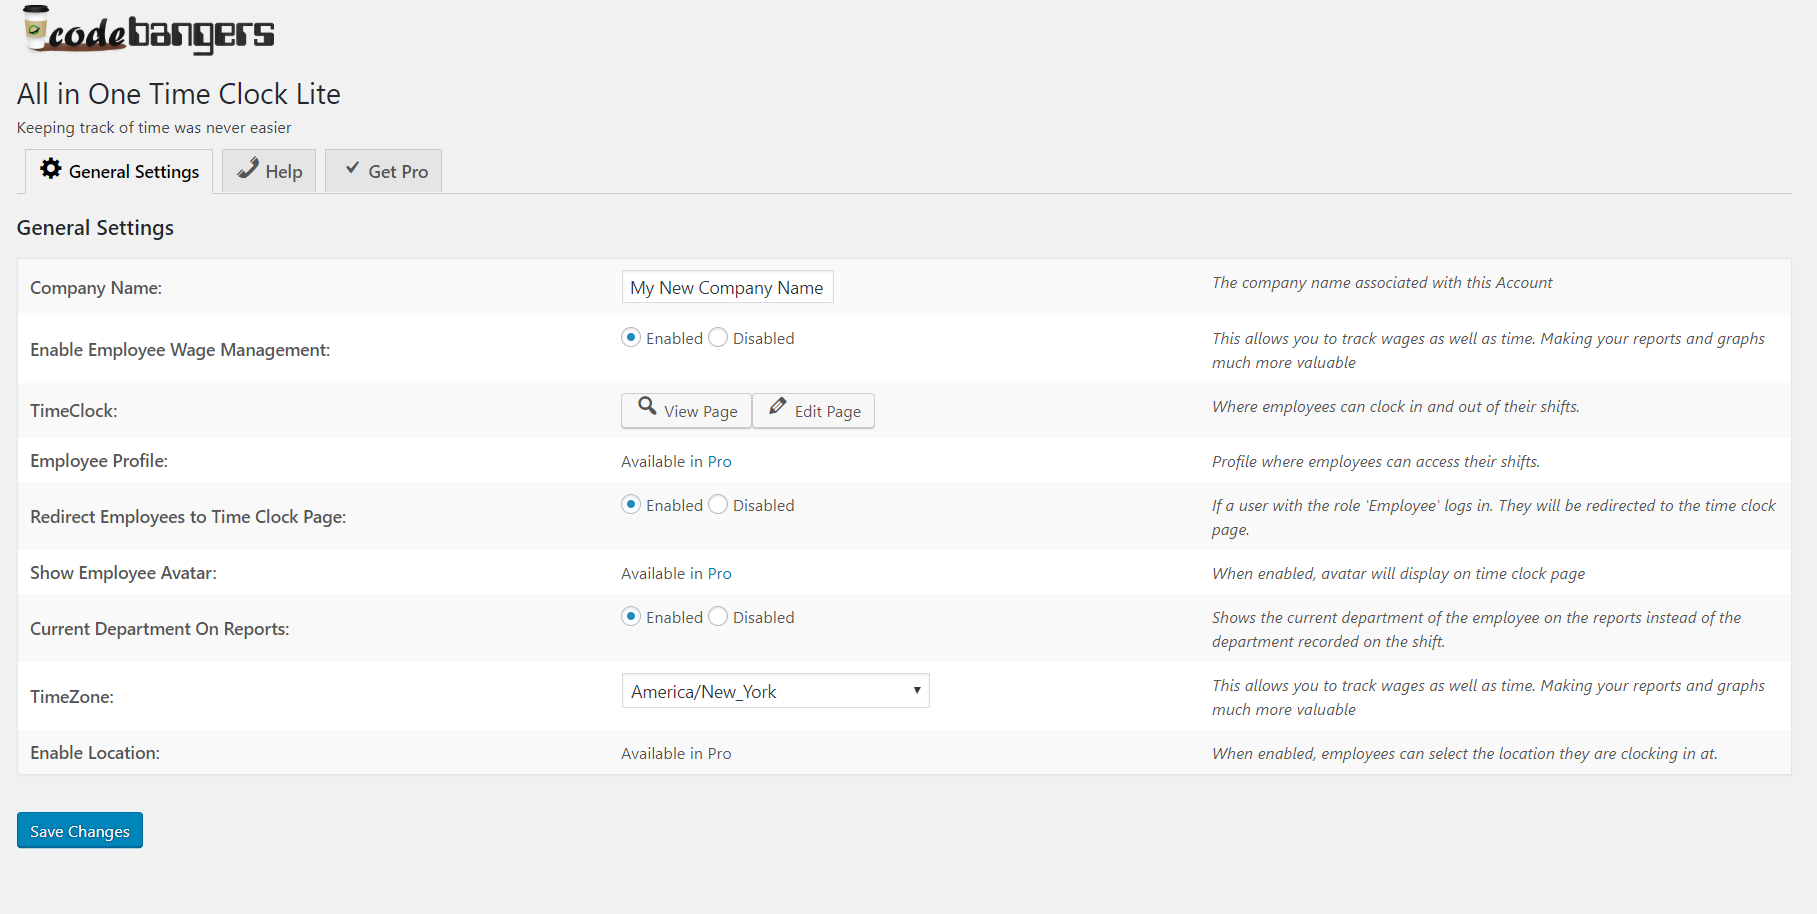 codebangers
All in One Time Clock Lite
Keeping track of time was never easier
General Settings
Help
Get Pro
General Settings
Company Name:
My New Company Name
The company name associated with this Account
Enable Employee Wage Management:
Enabled Disabled
This allows you to track wages as well as time. Making your reports and graphs
much more valuable
TimeClock:
View Page
Edit Page
Where employees can clock in and out of their shifts.
Employee Profile:
Available in Pro
Profile where employees can access their shifts.
Redirect Employees to Time Clock Page:
Enabled Disabled
If a user with the role 'Employee' logs in. They will be redirected to the time clock
page.
Show Employee Avatar:
Available in Pro
When enabled, avatar will display on time clock page
Current Department On Reports:
Enabled Disabled
Shows the current department of the employee on the reports instead of the
department recorded on the shift.
TimeZone:
America/New_York
This allows you to track wages as well as time. Making your reports and graphs
much more valuable
Enable Location:
Available in Pro
When enabled, employees can select the location they are clocking in at.
Save Changes